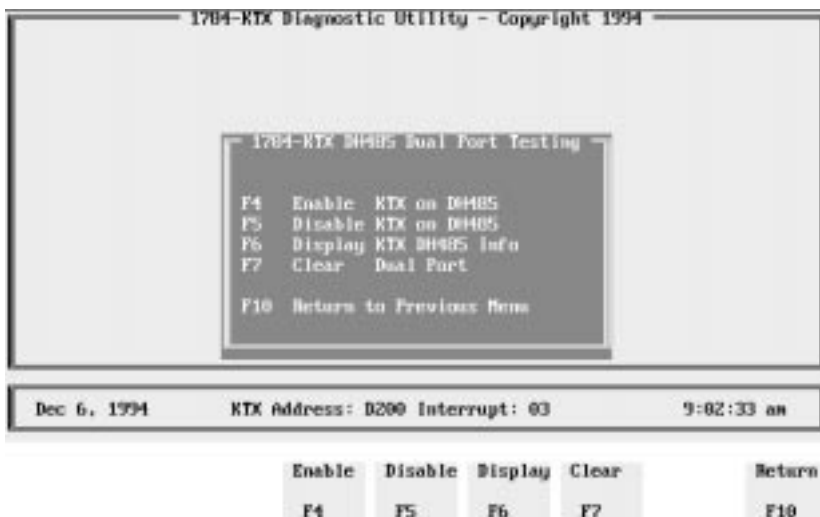 1784-KTX Diagnostic Utility - Copyright 1994
1784-KTX DH485 Dual Port Testing
F4 Enable KTX on DH485
F5 Disable KTX on DH485
F6 Display KTX DH485 Info
F7 Clear Dual Port
F10 Return to Previous Menu
Dec 6, 1994 KTX Address: D200 Interrupt: 03 9:02:33 am
Enable Disable Display Clear Return
F4 F5 F6 F7 F10